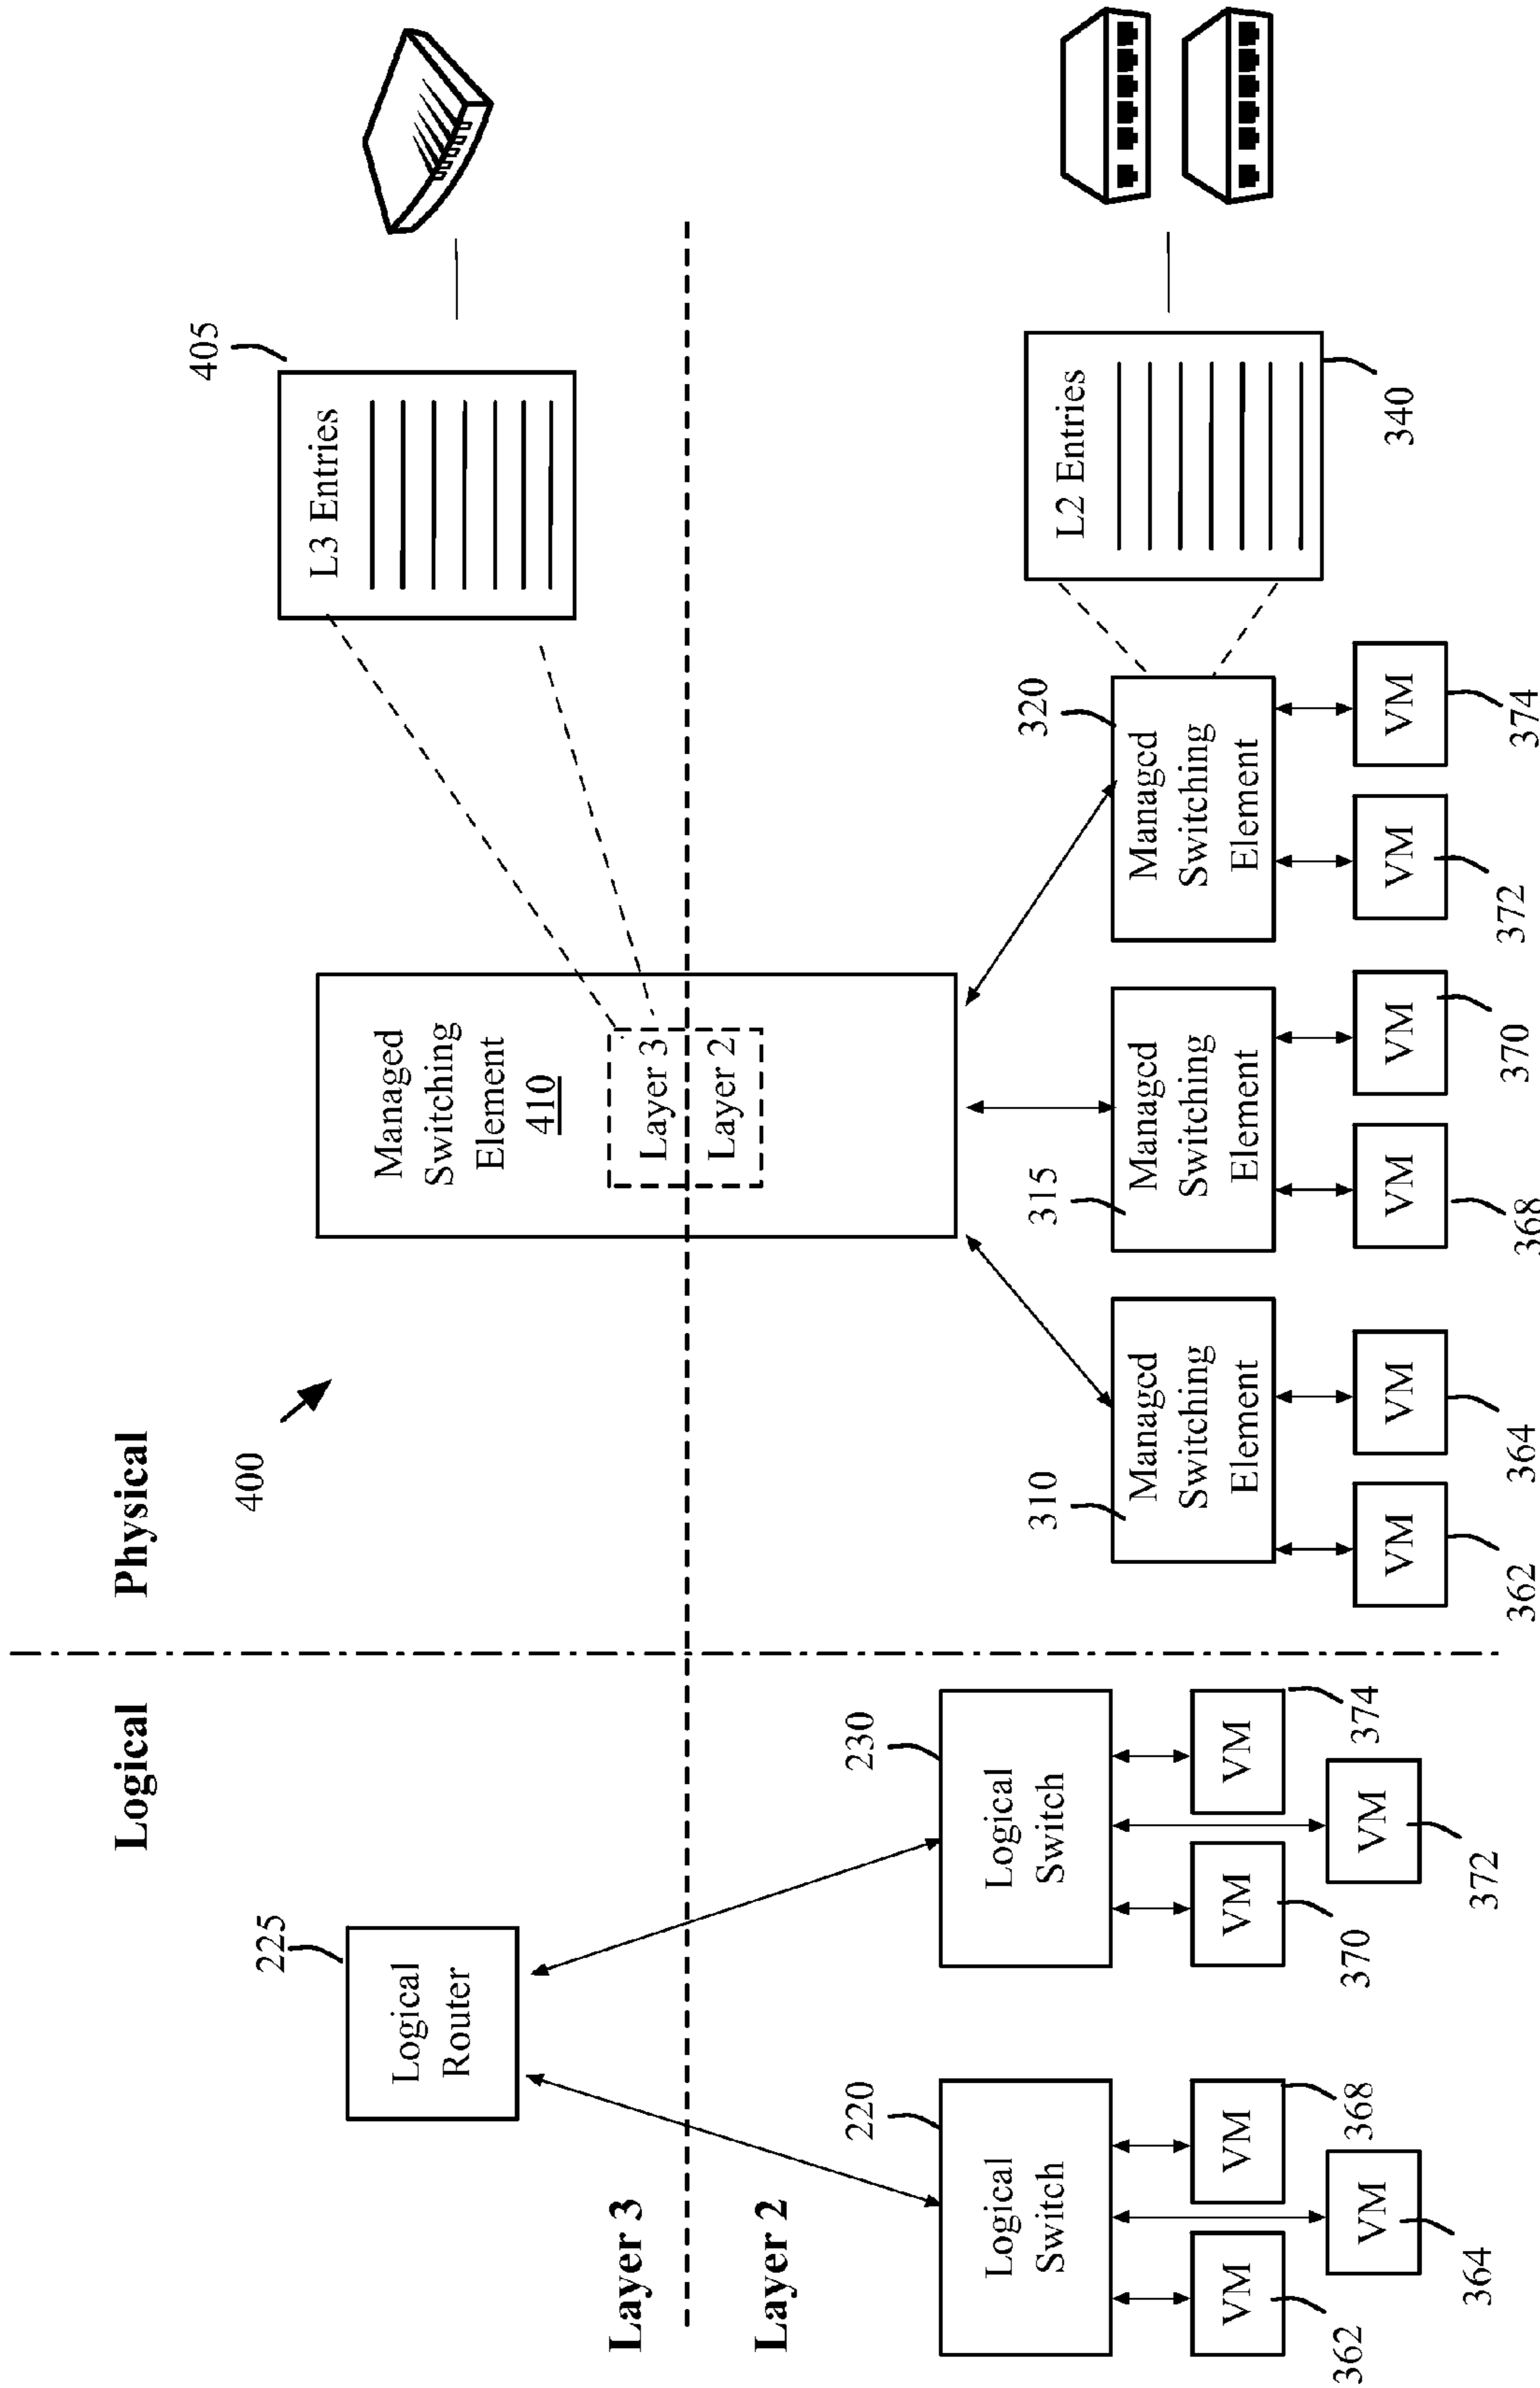 Logical
Physical
400
225
Logical
Router
Managed
Switching
Element
410
405
L3 Entries
Layer 3
Layer 3
Layer 2
Layer 2
220
230
Logical
Switch
Logical
Switch
310
315
320
Managed
Switching
Element
Managed
Switching
Element
Managed
Switching
Element
L2 Entries
340
VM
VM
VM
VM
362
368
370
374
VM
VM
364
372
VM
VM
VM
VM
VM
VM
362
364
368
370
372
374